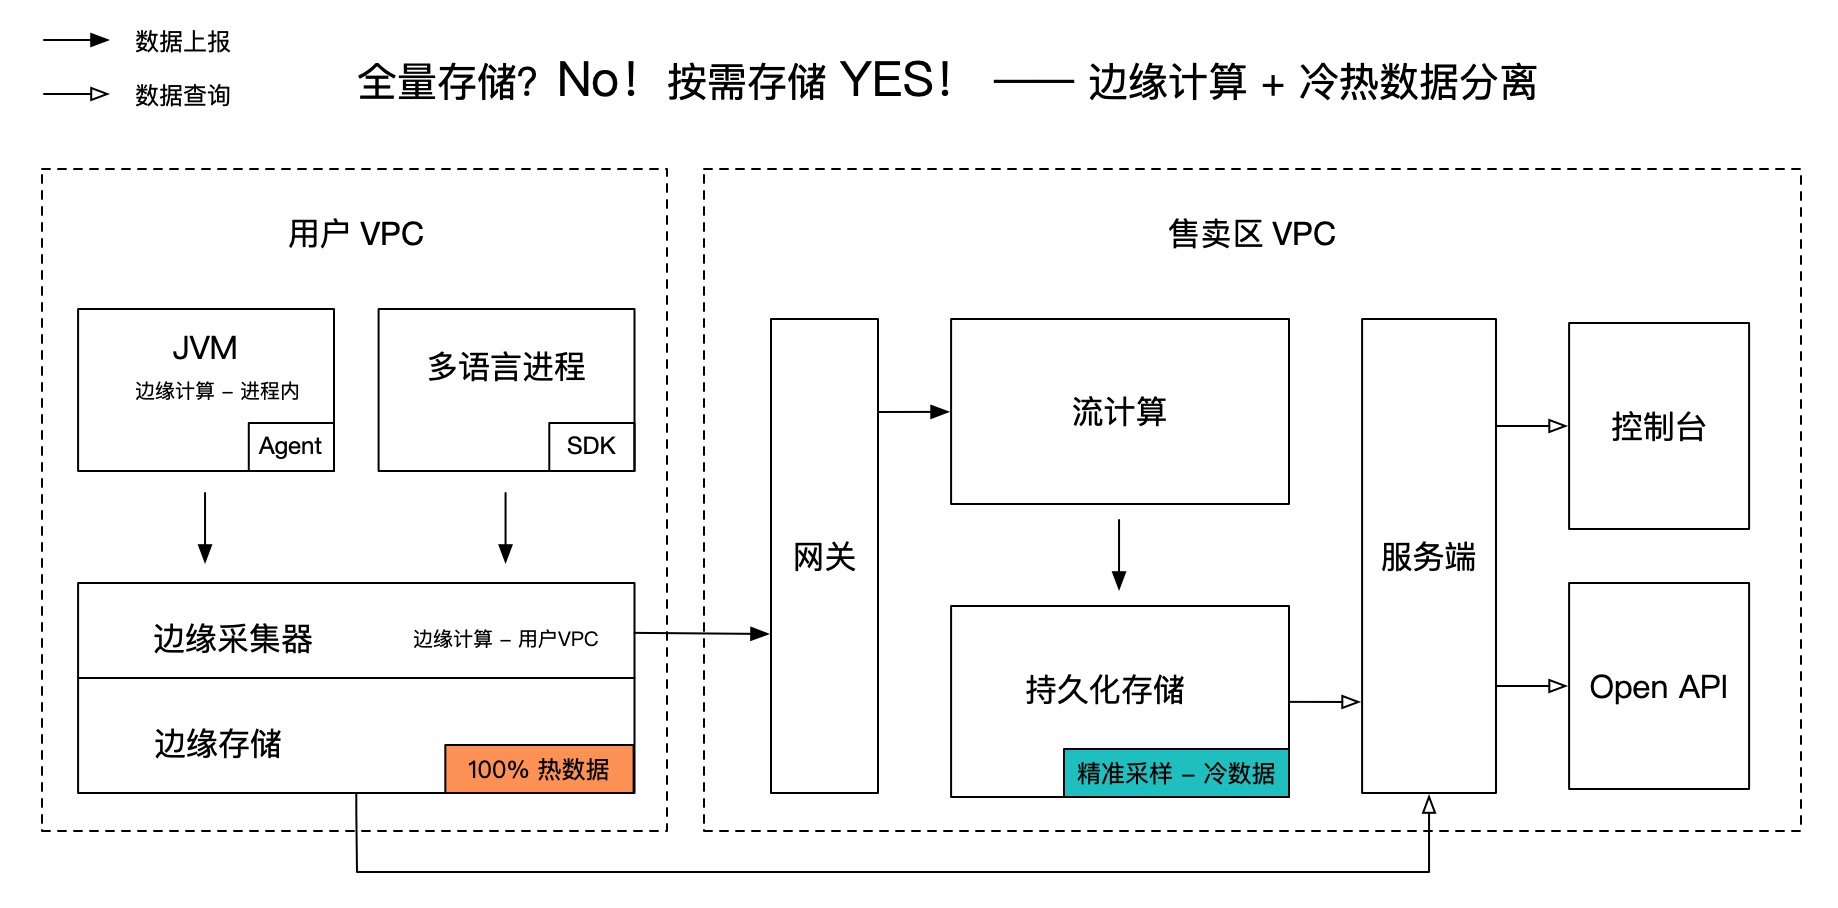 数据上报
数据查询
全量存储？No！按需存储 YES！ —— 边缘计算 + 冷热数据分离
用户 VPC
JVM
边缘计算 – 进程内
Agent
多语言进程
SDK
边缘采集器
边缘计算 – 用户VPC
边缘存储
100% 热数据
售卖区 VPC
网关
流计算
持久化存储
精准采样 – 冷数据
服务端
控制台
Open API